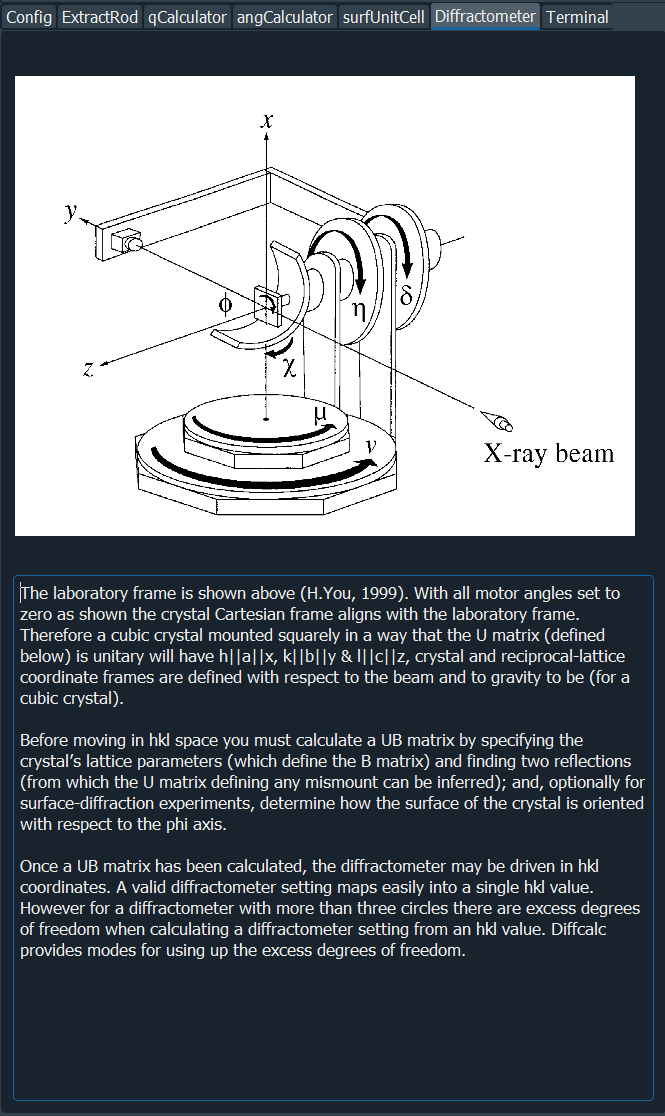 Config ExtractRod qCalculator angCalculator surfUnitCell Diffractometer Terminal
x
y
η
δ
ϕ
z
χ
μ
ν
X-ray beam
The laboratory frame is shown above (H.You, 1999). With all motor angles set to
zero as shown the crystal Cartesian frame aligns with the laboratory frame.
Therefore a cubic crystal mounted squarely in a way that the U matrix (defined
below) is unitary will have h||a||x, k||b||y & l||c||z, crystal and reciprocal-lattice
coordinate frames are defined with respect to the beam and to gravity to be (for a
cubic crystal).
Before moving in hkl space you must calculate a UB matrix by specifying the
crystal’s lattice parameters (which define the B matrix) and finding two reflections
(from which the U matrix defining any mismount can be inferred); and, optionally for
surface-diffraction experiments, determine how the surface of the crystal is oriented
with respect to the phi axis.
Once a UB matrix has been calculated, the diffractometer may be driven in hkl
coordinates. A valid diffractometer setting maps easily into a single hkl value.
However for a diffractometer with more than three circles there are excess degrees
of freedom when calculating a diffractometer setting from an hkl value. Diffcalc
provides modes for using up the excess degrees of freedom.